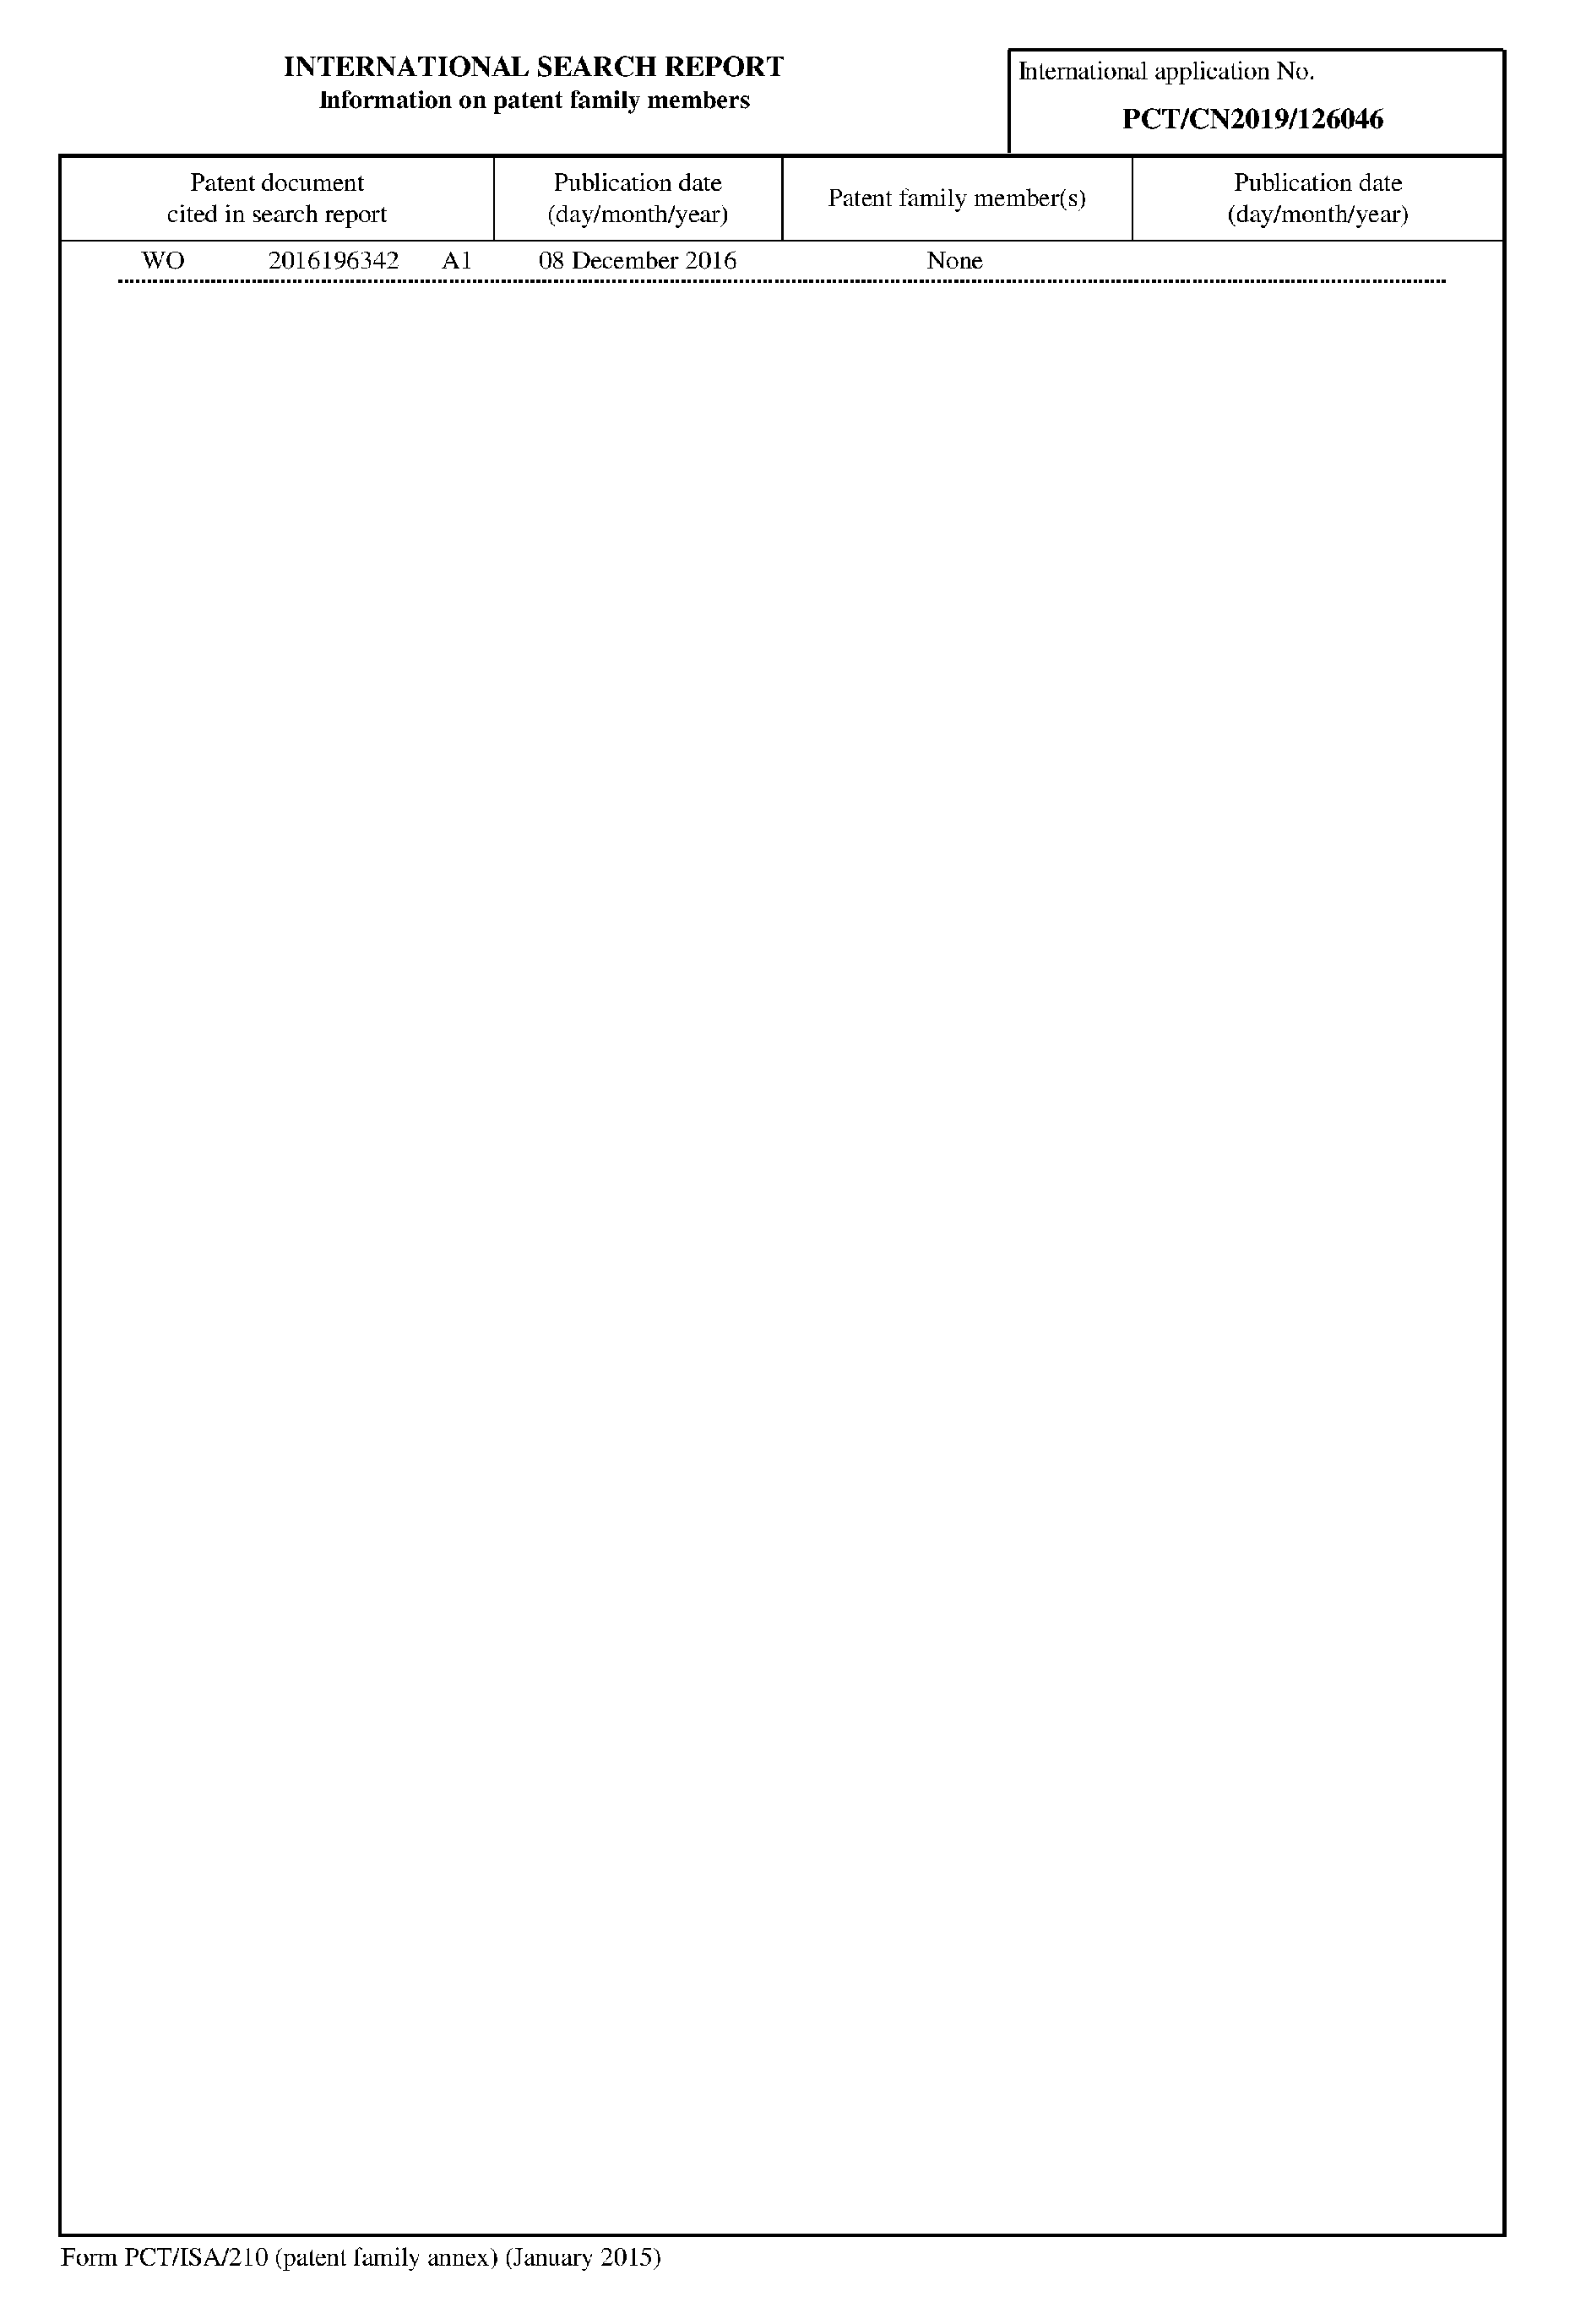 INTERNATIONAL SEARCH REPORT
Information on patent family members
International application No.
PCT/CN2019/126046
Patent document
cited in search report
Publication date
(day/month/year)
Patent family member(s)
Publication date
(day/month/year)
WO 2016196342 A1 08 December 2016 None
Form PCT/ISA/210 (patent family annex) (January 2015)